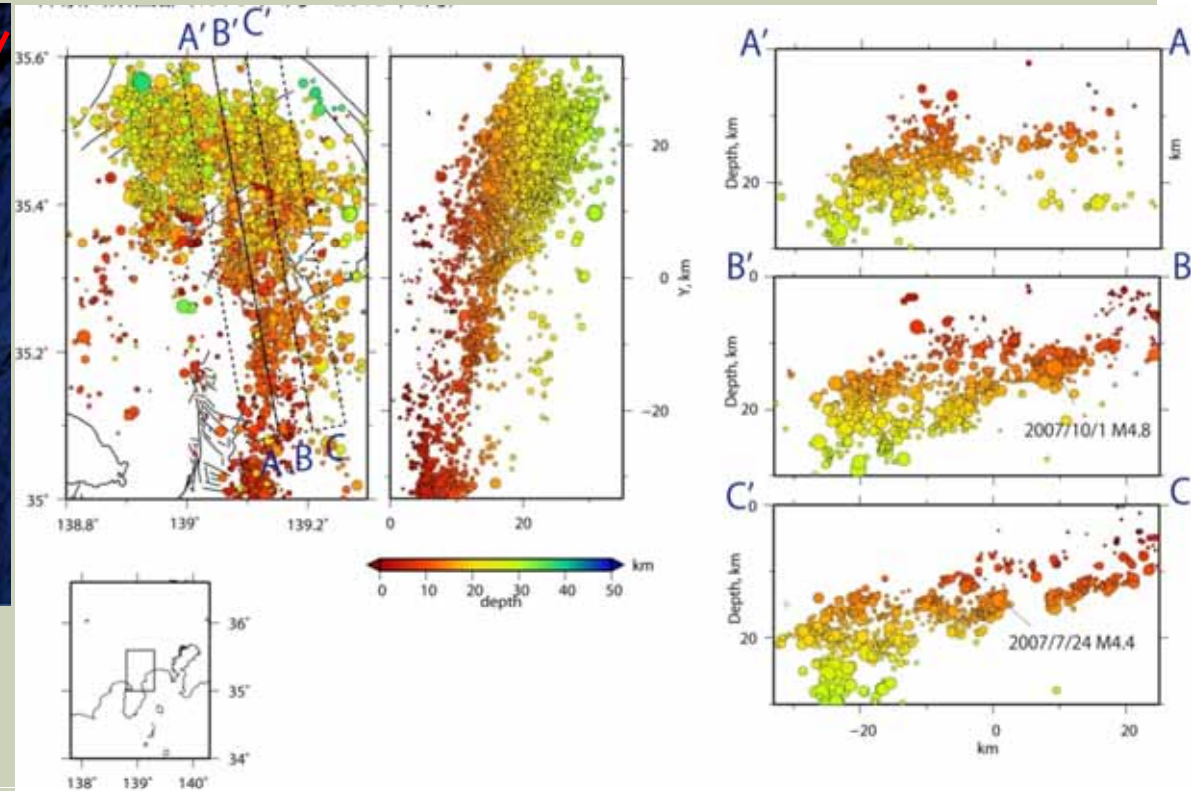 A' B' C'
35.6°
35.4°
35.2°
35°
138.8°
139°
139.2°
A B C
0
20
20
0
-20
Y, km
0 10 20 30 40 50
km
depth
36°
35°
34°
138° 139° 140°
A' A
Depth, km
20
km
B' B
0
Depth, km
20
2007/10/1 M4.8
C' C
0
Depth, km
20
2007/7/24 M4.4
-20 0 20
km